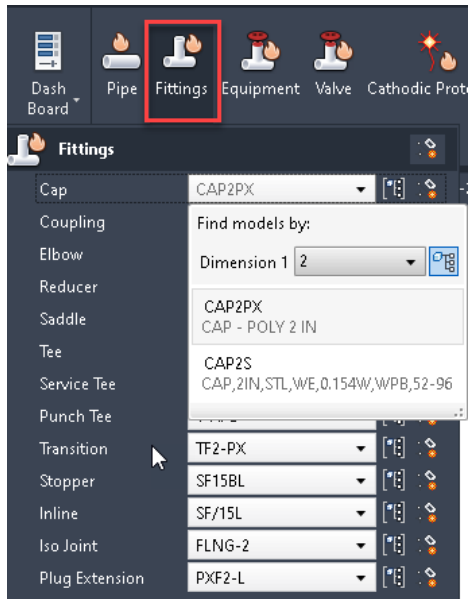 Dash
Board
Pipe
Fittings
Equipment
Valve
Cathodic Prot
Fittings
Cap
CAP2PX
Coupling
Find models by:
Elbow
Dimension 1
2
Reducer
Saddle
CAP2PX
CAP - POLY 2 IN
Tee
CAP2S
Service Tee
CAP,2IN,STL,WE,0.154W,WPB,52-96
Punch Tee
Transition
TF2-PX
Stopper
SF15BL
Inline
SF/15L
Iso Joint
FLNG-2
Plug Extension
PXF2-L